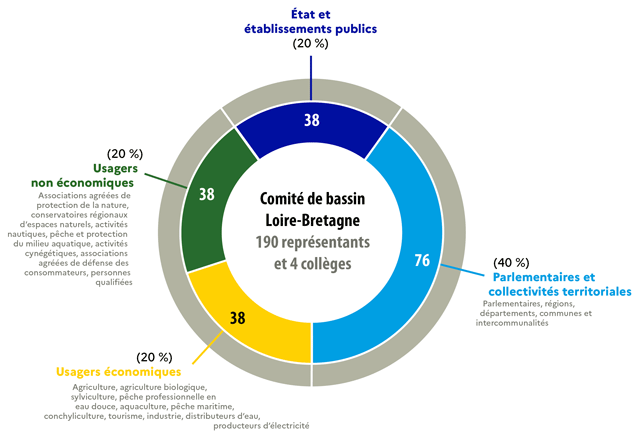 État et
établissements publics
(20 %)
38
(20 %)
Usagers
non économiques
Associations agréées de
protection de la nature,
conservatoires régionaux
d'espaces naturels, activités
nautiques, pêche et protection
du milieu aquatique, activités
cynégétiques, associations
agréées de défense des
consommateurs, personnes
qualifiées
38
Comité de bassin
Loire-Bretagne
190 représentants
et 4 collèges
76
(40 %)
Parlementaires et
collectivités territoriales
Parlementaires, régions,
départements, communes et
intercommunalités
38
(20 %)
Usagers économiques
Agriculture, agriculture biologique,
sylviculture, pêche professionnelle en
eau douce, aquaculture, pêche maritime,
conchyliculture, tourisme, industrie, distributeurs d'eau,
producteurs d'électricité